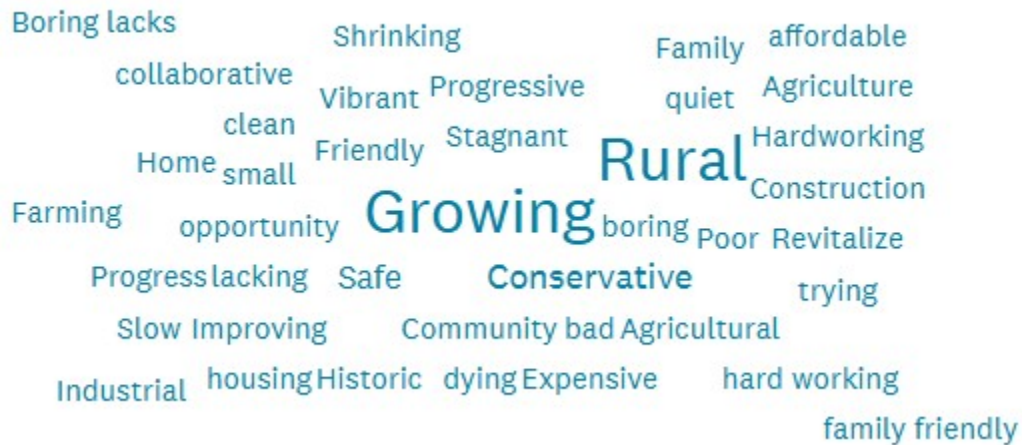 Boring lacks
Shrinking
Family affordable
collaborative
Vibrant Progressive
quiet Agriculture
clean
Friendly Stagnant
Rural Hardworking
Home small
Construction
Farming
opportunity Growing boring Poor Revitalize
Progress lacking Safe Conservative
trying
Slow Improving Community bad Agricultural
Industrial housing Historic dying Expensive hard working
family friendly